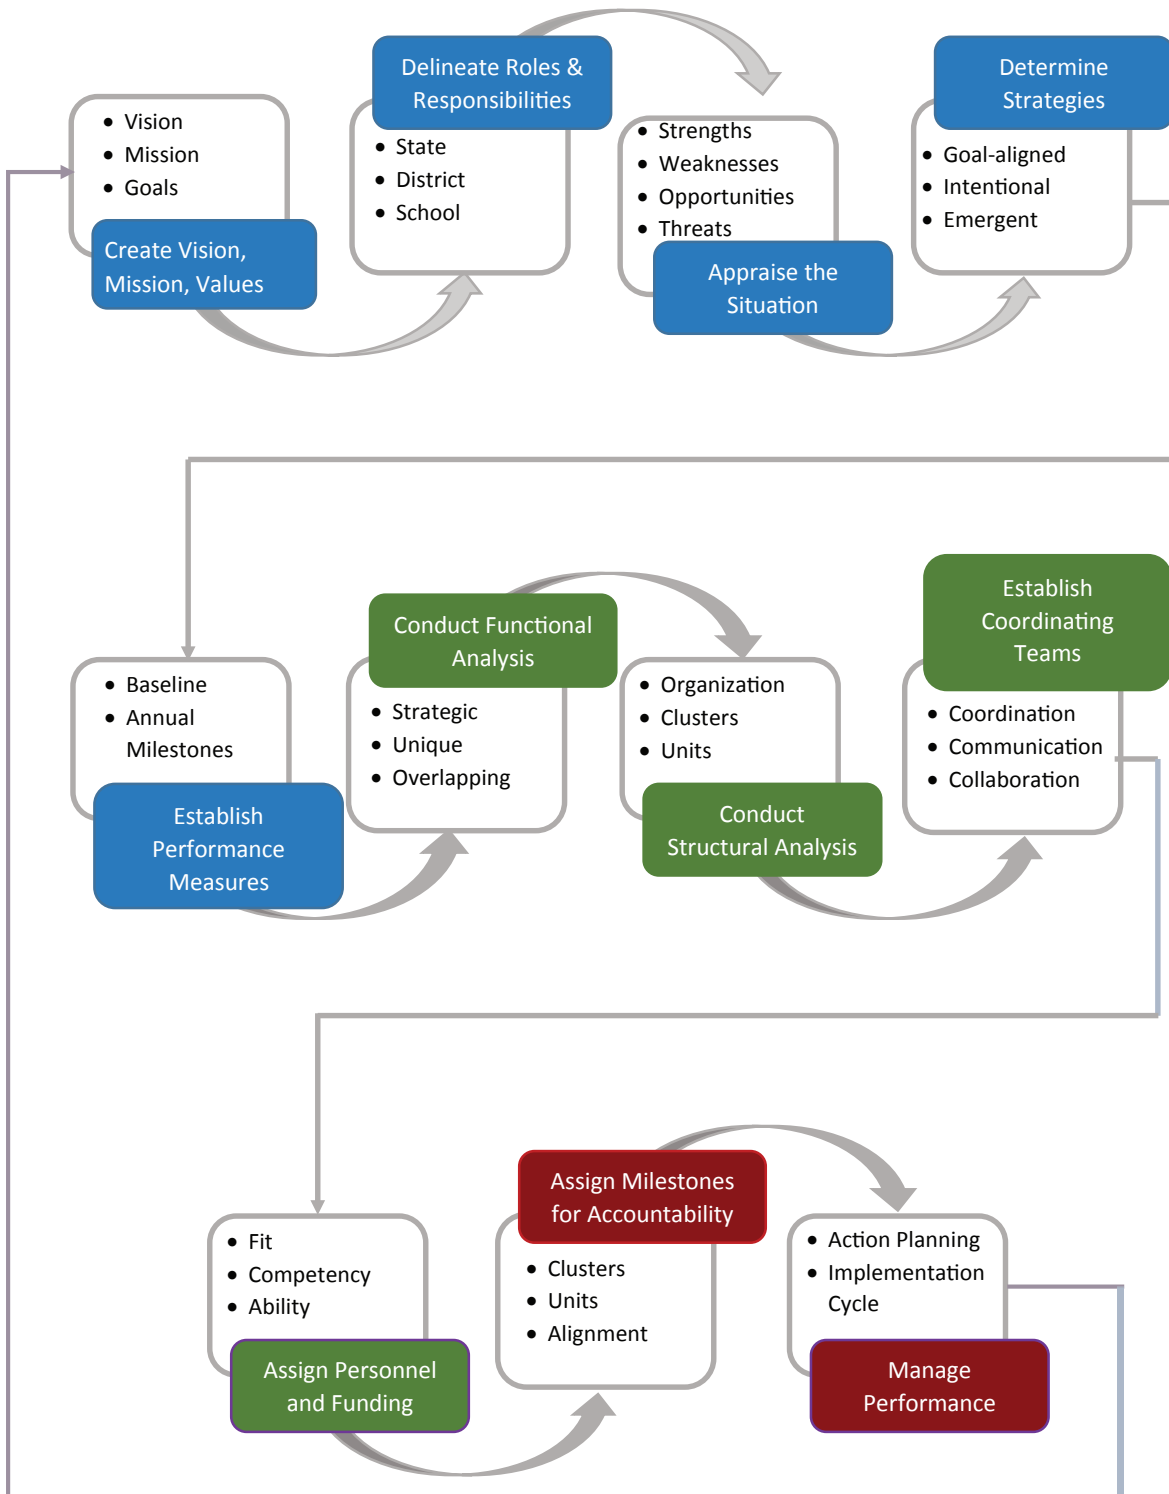 • Vision
• Mission
• Goals
Create Vision,
Mission, Values
Delineate Roles &
Responsibilities
• State
• District
• School
• Strengths
• Weaknesses
• Opportunities
• Threats
Appraise the
Situation
Determine
Strategies
• Goal-aligned
• Intentional
• Emergent
• Baseline
• Annual
Milestones
Establish
Performance
Measures
Conduct Functional
Analysis
• Strategic
• Unique
• Overlapping
• Organization
• Clusters
• Units
Conduct
Structural Analysis
Establish
Coordinating
Teams
• Coordination
• Communication
• Collaboration
• Fit
• Competency
• Ability
Assign Personnel
and Funding
Assign Milestones
for Accountability
• Clusters
• Units
• Alignment
• Action Planning
• Implementation
Cycle
Manage
Performance